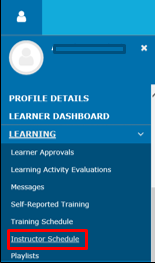 PROFILE DETAILS
LEARNER DASHBOARD
LEARNING
Learner Approvals
Learning Activity Evaluations
Messages
Self-Reported Training
Training Schedule
Instructor Schedule
Playlists